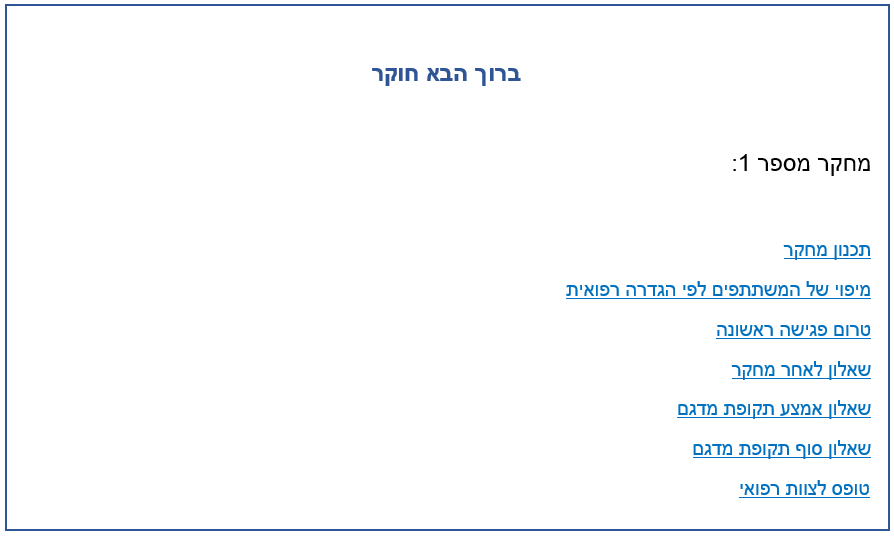 ברוך הבא חוקר
מחקר מספר 1:
תכנון מחקר
מיפוי של המשתתפים לפי הגדרה רפואית
טרום פגישה ראשונה
שאלון לאחר מחקר
שאלון אמצע תקופת מדגם
שאלון סוף תקופת מדגם
טופס לצוות רפואי